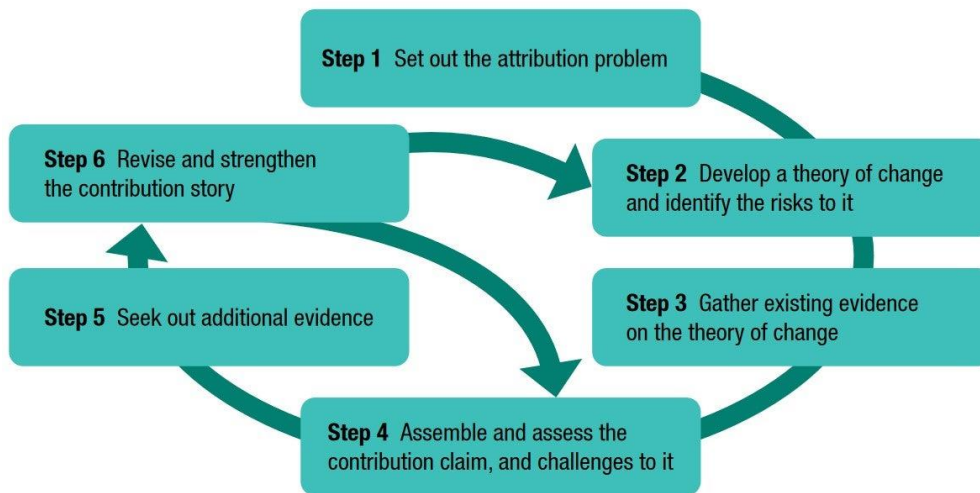 Step 1 Set out the attribution problem
Step 2 Develop a theory of change
and identify the risks to it
Step 3 Gather existing evidence
on the theory of change
Step 4 Assemble and assess the
contribution claim, and challenges to it
Step 5 Seek out additional evidence
Step 6 Revise and strengthen
the contribution story